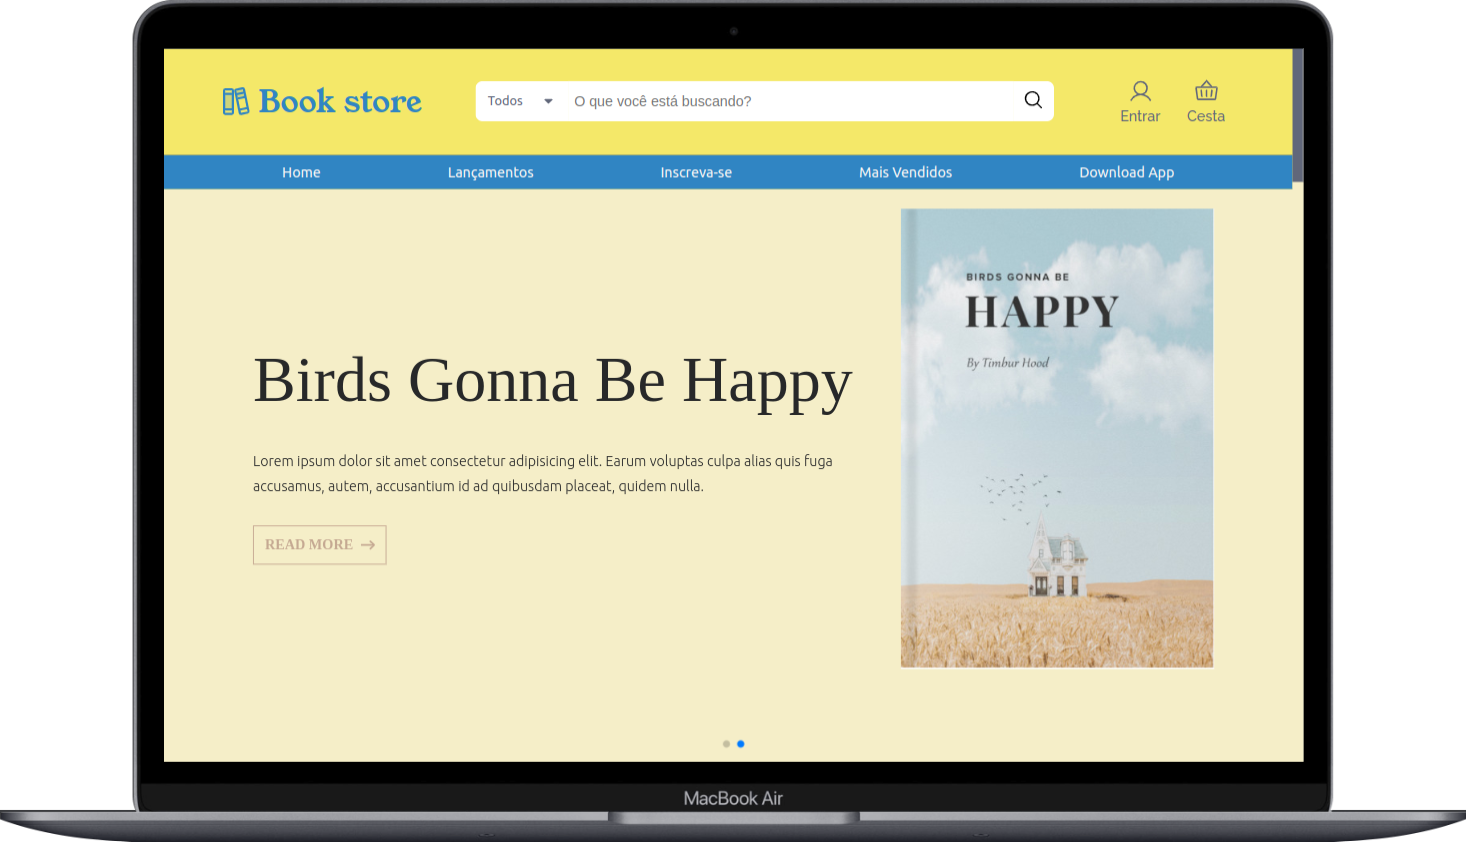 Book store
Todos
O que você está buscando?
Entrar
Cesta
Home
Lançamentos
Inscreva-se
Mais Vendidos
Download App
BIRDS GONNA BE
HAPPY
By Timbur Hood
Birds Gonna Be Happy
Lorem ipsum dolor sit amet consectetur adipisicing elit. Earum voluptas culpa alias quis fuga
accusamus, autem, accusantium id ad quibusdam placeat, quidem nulla.
READ MORE →
MacBook Air